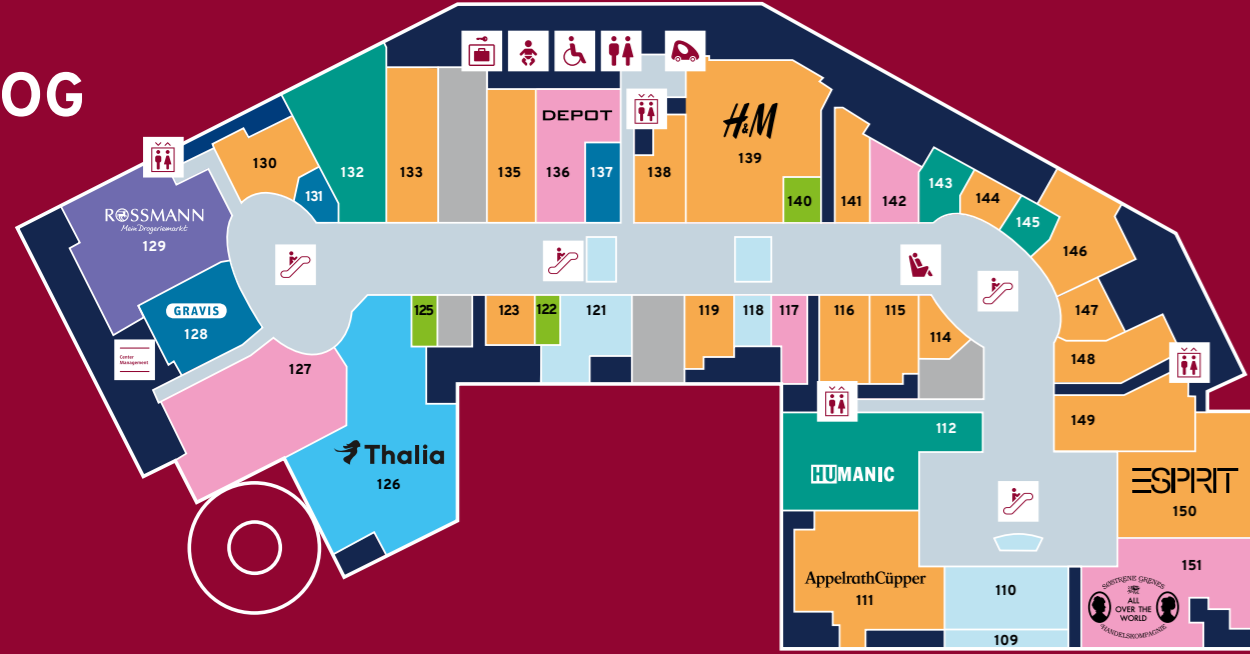 OG
130
131
132
133
135
DEPOT
136
137
138
H&M
139
140
141
142
143
144
145
146
147
148
149
ROSSMANN
Mein Drogeriemarkt
129
GRAVIS
128
Center
Management
127
Thalia
126
125
123
122
121
119
118
117
116
115
114
112
HUMANIC
AppelrathCüpper
111
110
109
ESPRIT
150
151
SØSTRENE GRENES
ALL
OVER THE
WORLD
HANDELSKOMPAGNIE